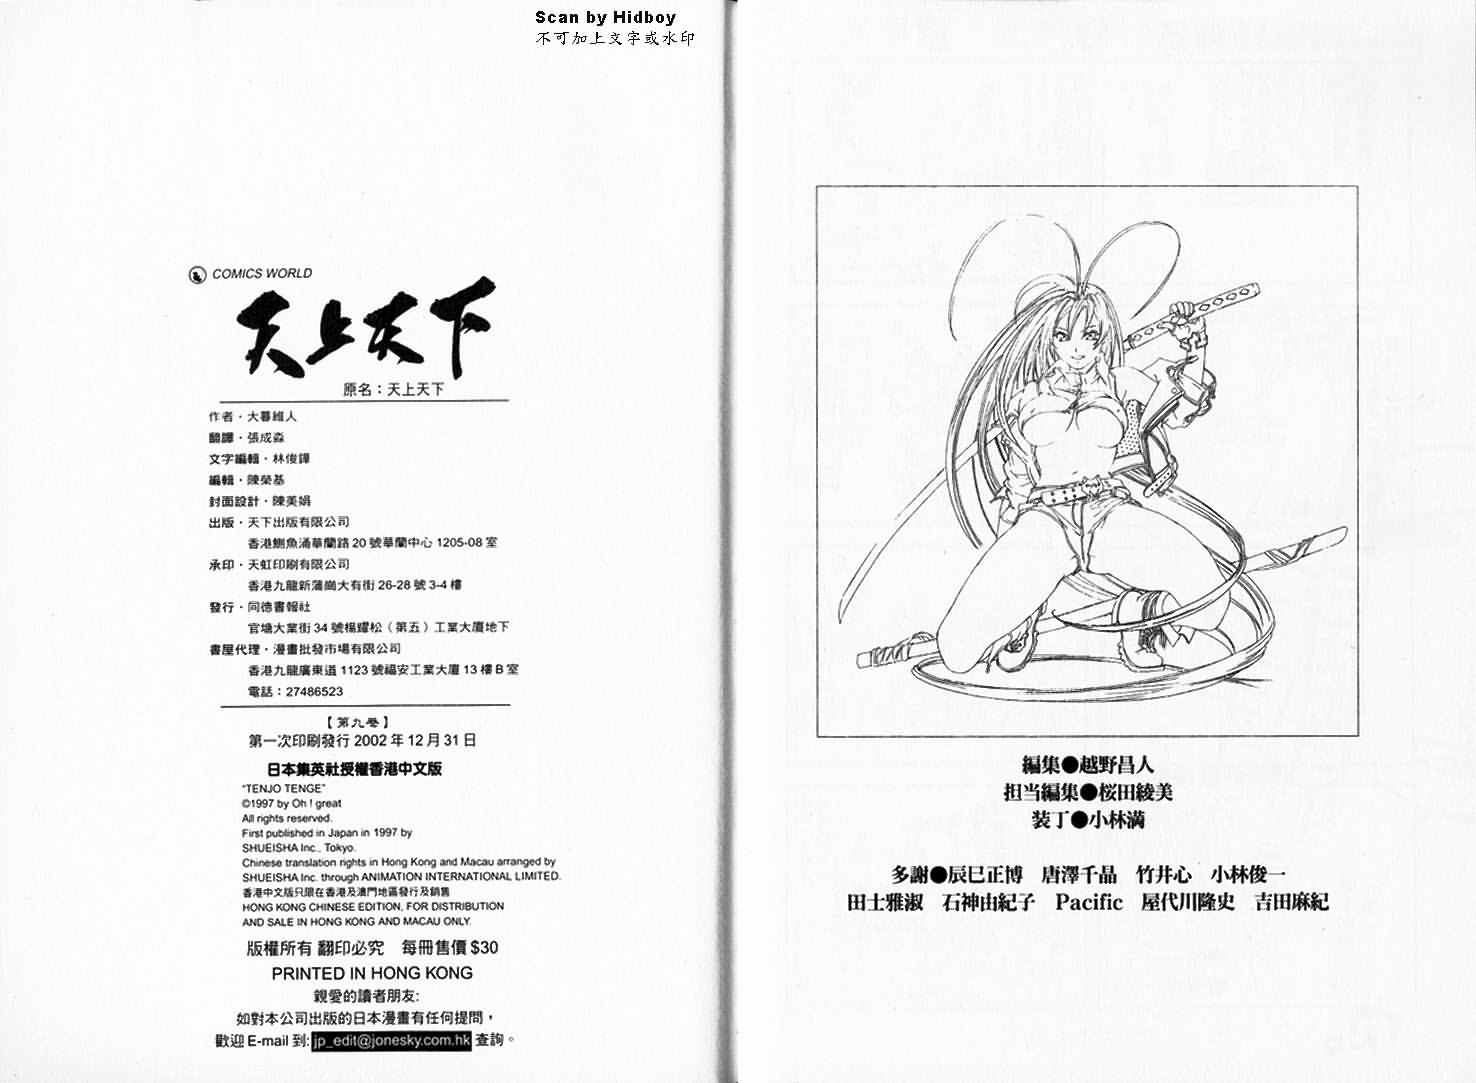 Scan by Hidboy
不可加上文字或水印
COMICS WORLD
天上天下
原名：天上天下
作者・大暮維人
翻譯・張成淼
文字編輯・林俊鏵
編輯・陳榮基
封面設計・陳美娟
出版・天下出版有限公司
香港鰂魚涌華蘭路 20 號華蘭中心 1205-08 室
承印・天虹印刷有限公司
香港九龍新蒲崗大有街 26-28 號 3-4 樓
發行・同德書報社
官塘大業街 34 號楊耀松（第五）工業大廈地下
書屋代理・漫畫批發市場有限公司
香港九龍廣東道 1123 號福安工業大廈 13 樓 B 室
電話：27486523
【第九卷】
第一次印刷發行 2002 年 12 月 31 日
日本集英社授權香港中文版
“TENJO TENGE”
©1997 by Oh ! great
All rights reserved.
First published in Japan in 1997 by
SHUEISHA Inc., Tokyo.
Chinese translation rights in Hong Kong and Macau arranged by
SHUEISHA Inc. through ANIMATION INTERNATIONAL LIMITED.
香港中文版只限在香港及澳門地區發行及銷售
HONG KONG CHINESE EDITION, FOR DISTRIBUTION
AND SALE IN HONG KONG AND MACAU ONLY.
版權所有 翻印必究　每冊售價 $30
PRINTED IN HONG KONG
親愛的讀者朋友:
如對本公司出版的日本漫畫有任何提問，
歡迎 E-mail 到: jp_edit@jonesky.com.hk 查詢。
編集●越野昌人
担当編集●桜田綾美
装丁●小林満
多謝●辰巳正博　唐澤千晶　竹井心　小林俊一
田士雅淑　石神由紀子　Pacific　屋代川隆史　吉田麻紀